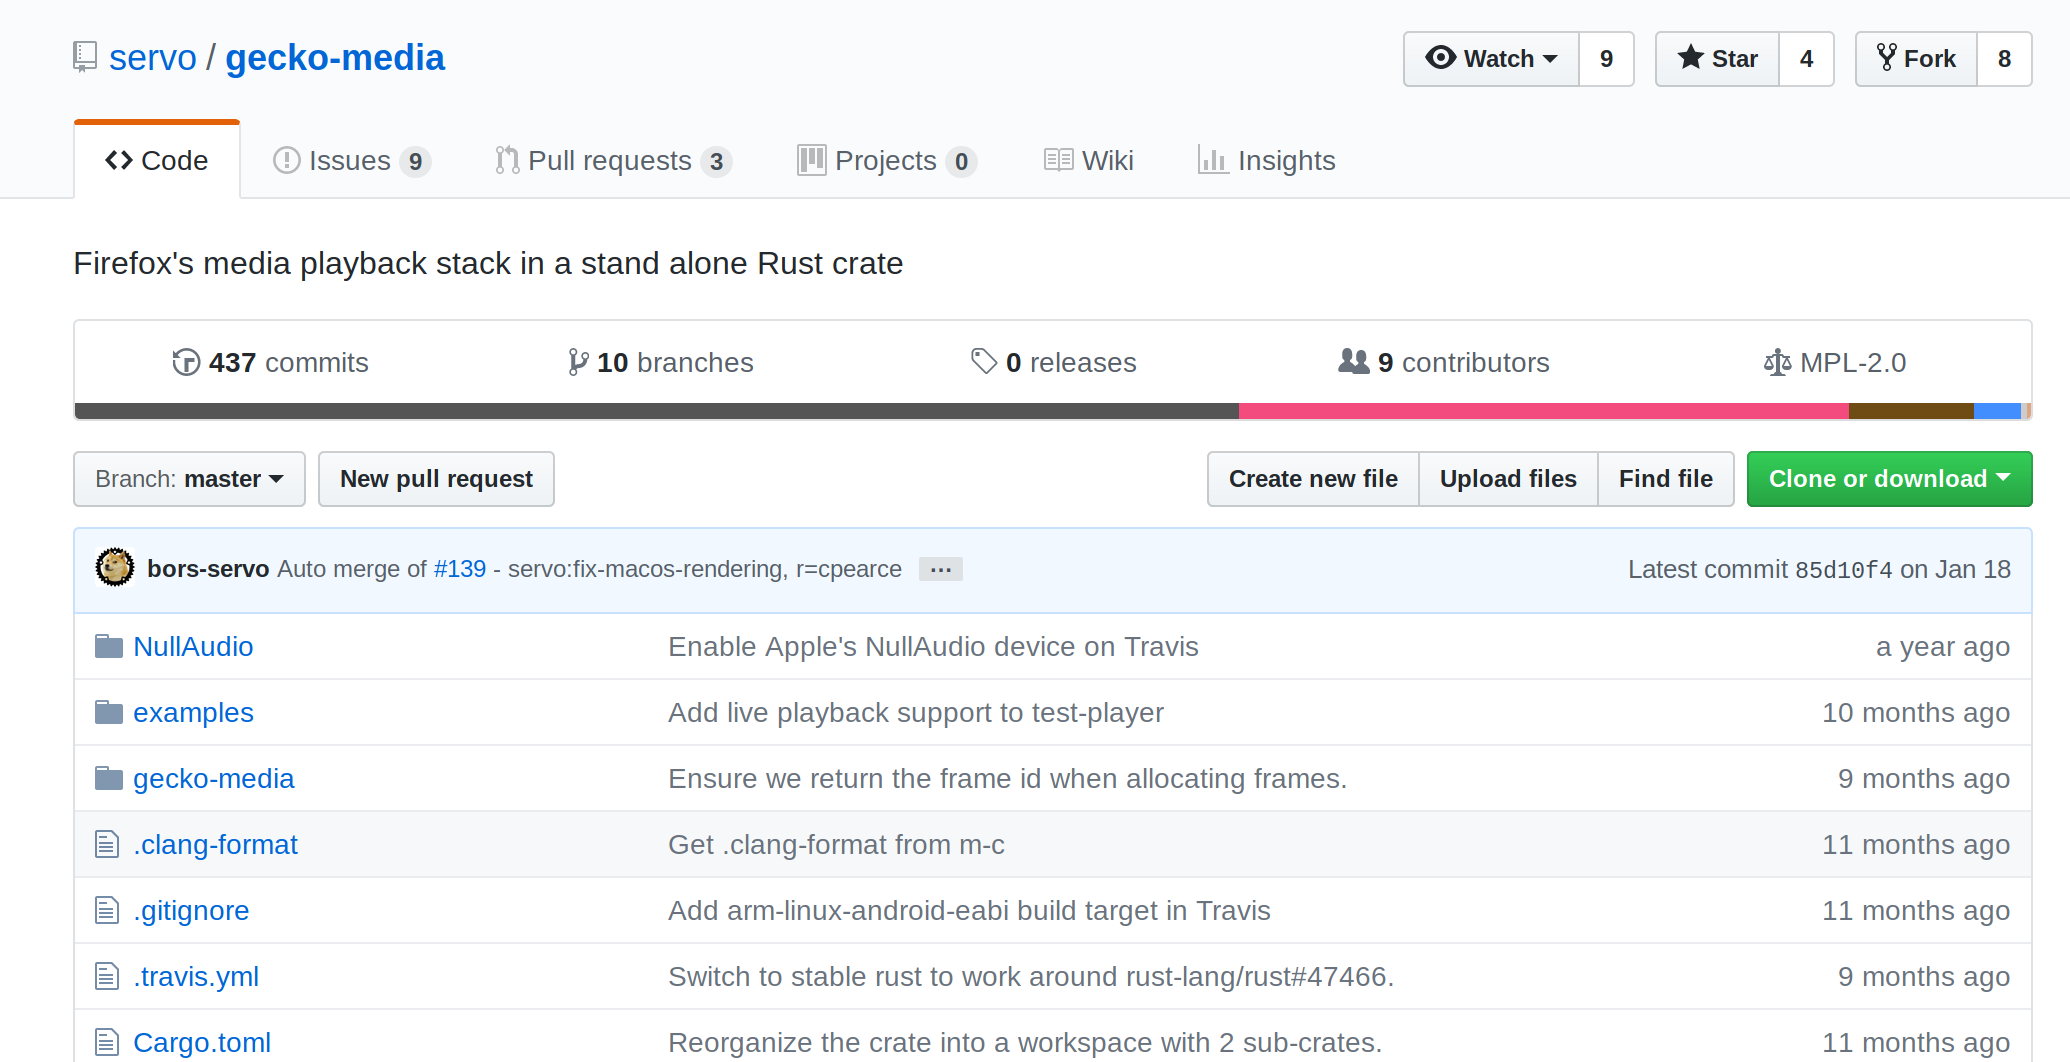 servo / gecko-media
Watch 9 Star 4 Fork 8
Code Issues 9 Pull requests 3 Projects 0 Wiki Insights
Firefox's media playback stack in a stand alone Rust crate
437 commits 10 branches 0 releases 9 contributors MPL-2.0
Branch: master New pull request Create new file Upload files Find file Clone or download
bors-servo Auto merge of #139 - servo:fix-macos-rendering, r=cpearce … Latest commit 85d10f4 on Jan 18
NullAudio Enable Apple's NullAudio device on Travis a year ago
examples Add live playback support to test-player 10 months ago
gecko-media Ensure we return the frame id when allocating frames. 9 months ago
.clang-format Get .clang-format from m-c 11 months ago
.gitignore Add arm-linux-android-eabi build target in Travis 11 months ago
.travis.yml Switch to stable rust to work around rust-lang/rust#47466. 9 months ago
Cargo.toml Reorganize the crate into a workspace with 2 sub-crates. 11 months ago